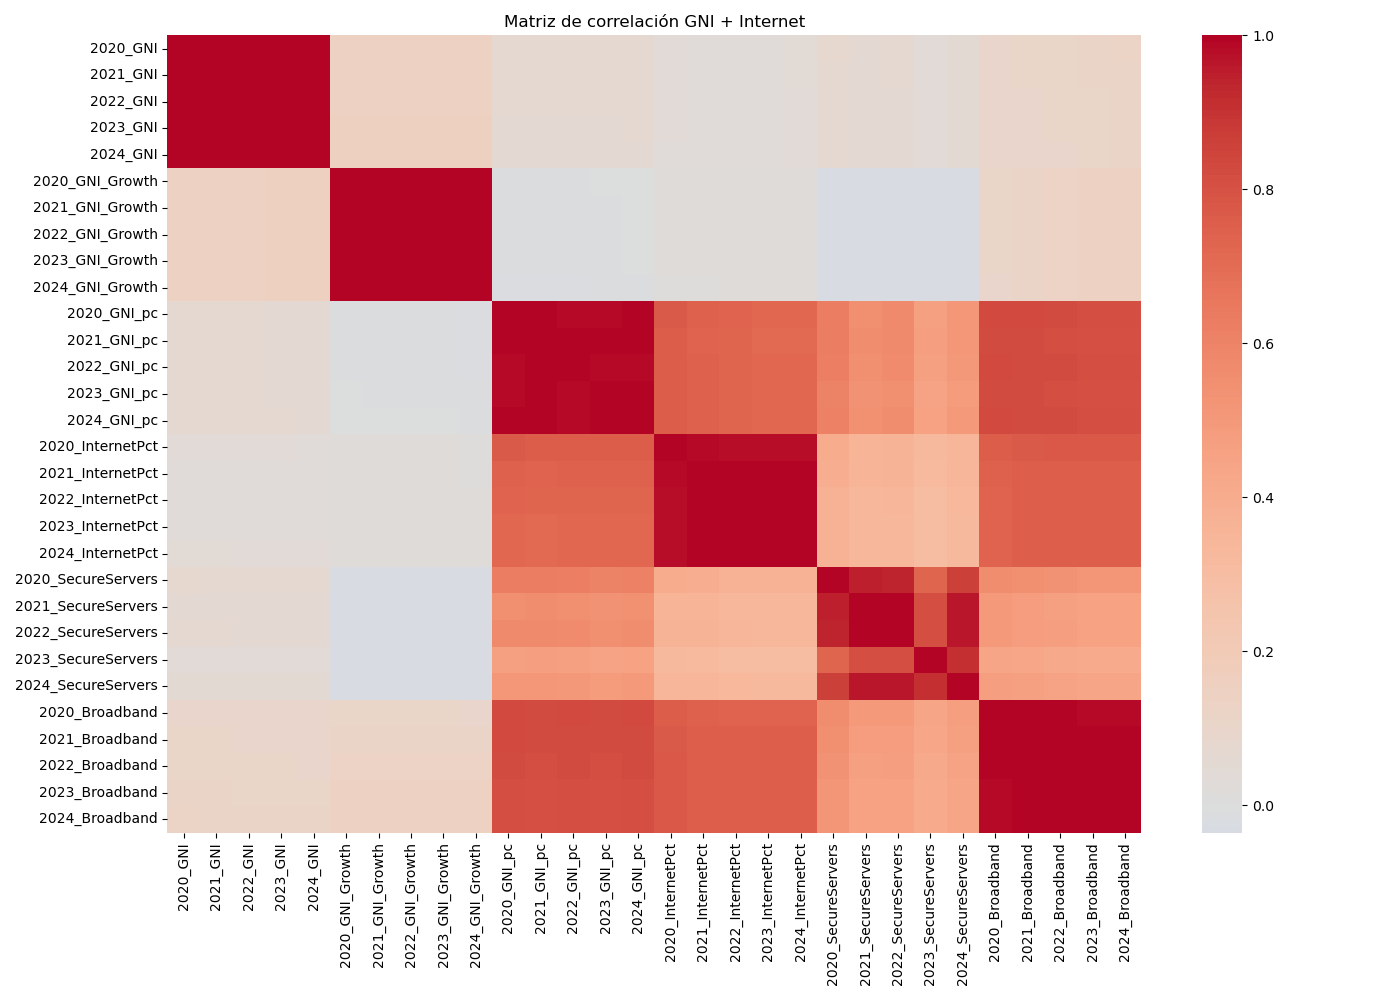 Matriz de correlación GNI + Internet
2020_GNI
2021_GNI
2022_GNI
2023_GNI
2024_GNI
2020_GNI_Growth
2021_GNI_Growth
2022_GNI_Growth
2023_GNI_Growth
2024_GNI_Growth
2020_GNI_pc
2021_GNI_pc
2022_GNI_pc
2023_GNI_pc
2024_GNI_pc
2020_InternetPct
2021_InternetPct
2022_InternetPct
2023_InternetPct
2024_InternetPct
2020_SecureServers
2021_SecureServers
2022_SecureServers
2023_SecureServers
2024_SecureServers
2020_Broadband
2021_Broadband
2022_Broadband
2023_Broadband
2024_Broadband
2020_GNI
2021_GNI
2022_GNI
2023_GNI
2024_GNI
2020_GNI_Growth
2021_GNI_Growth
2022_GNI_Growth
2023_GNI_Growth
2024_GNI_Growth
2020_GNI_pc
2021_GNI_pc
2022_GNI_pc
2023_GNI_pc
2024_GNI_pc
2020_InternetPct
2021_InternetPct
2022_InternetPct
2023_InternetPct
2024_InternetPct
2020_SecureServers
2021_SecureServers
2022_SecureServers
2023_SecureServers
2024_SecureServers
2020_Broadband
2021_Broadband
2022_Broadband
2023_Broadband
2024_Broadband
1.0
0.8
0.6
0.4
0.2
0.0